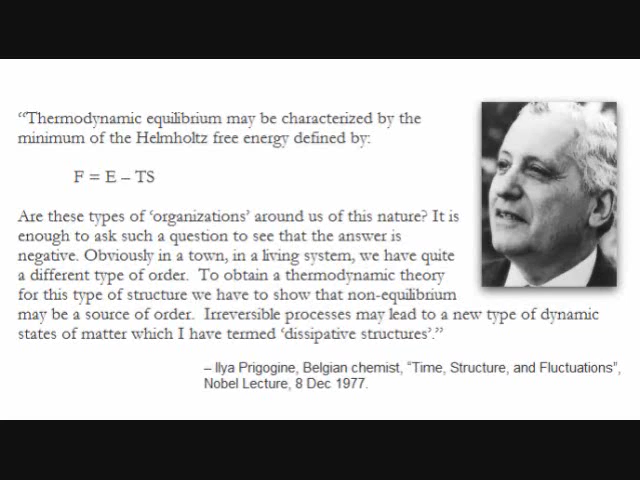 “Thermodynamic equilibrium may be characterized by the
minimum of the Helmholtz free energy defined by:
F = E – TS
Are these types of ‘organizations’ around us of this nature? It is
enough to ask such a question to see that the answer is
negative. Obviously in a town, in a living system, we have quite
a different type of order. To obtain a thermodynamic theory
for this type of structure we have to show that non-equilibrium
may be a source of order. Irreversible processes may lead to a new type of dynamic
states of matter which I have termed ‘dissipative structures’.”
– Ilya Prigogine, Belgian chemist, “Time, Structure, and Fluctuations”,
Nobel Lecture, 8 Dec 1977.